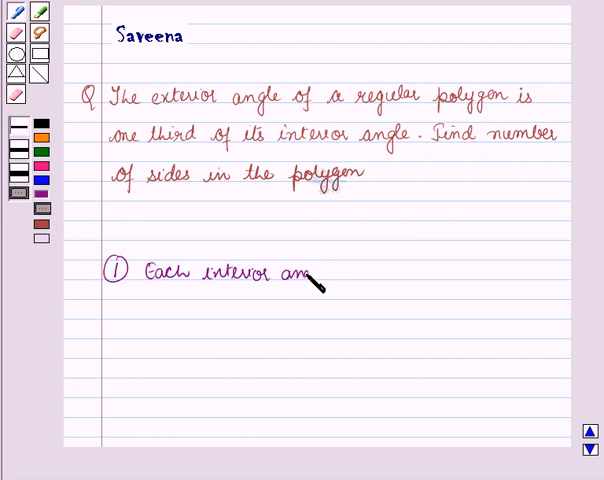 Saveena
Q The exterior angle of a regular polygon is
one third of its interior angle. Find number
of sides in the polygon
① Each interior an